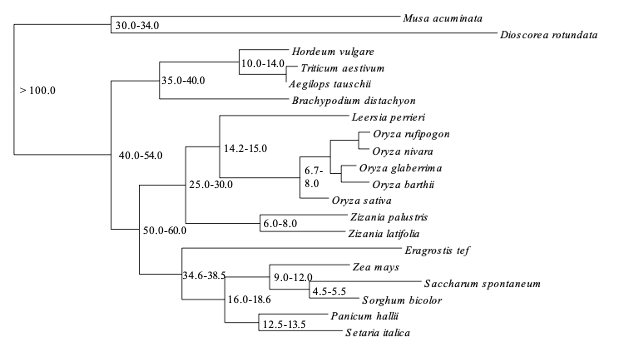 Musa acuminata
30.0-34.0
Dioscorea rotundata
Hordeum vulgare
10.0-14.0
Triticum aestivum
35.0-40.0
Aegilops tauschii
> 100.0
Brachypodium distachyon
Leersia perrieri
Oryza rufipogon
14.2-15.0
Oryza nivara
40.0-54.0
6.7-
8.0
Oryza glaberrima
25.0-30.0
Oryza barthii
Oryza sativa
Zizania palustris
6.0-8.0
50.0-60.0
Zizania latifolia
Eragrostis tef
Zea mays
34.6-38.5
9.0-12.0
Saccharum spontaneum
4.5-5.5
16.0-18.6
Sorghum bicolor
Panicum hallii
12.5-13.5
Setaria italica